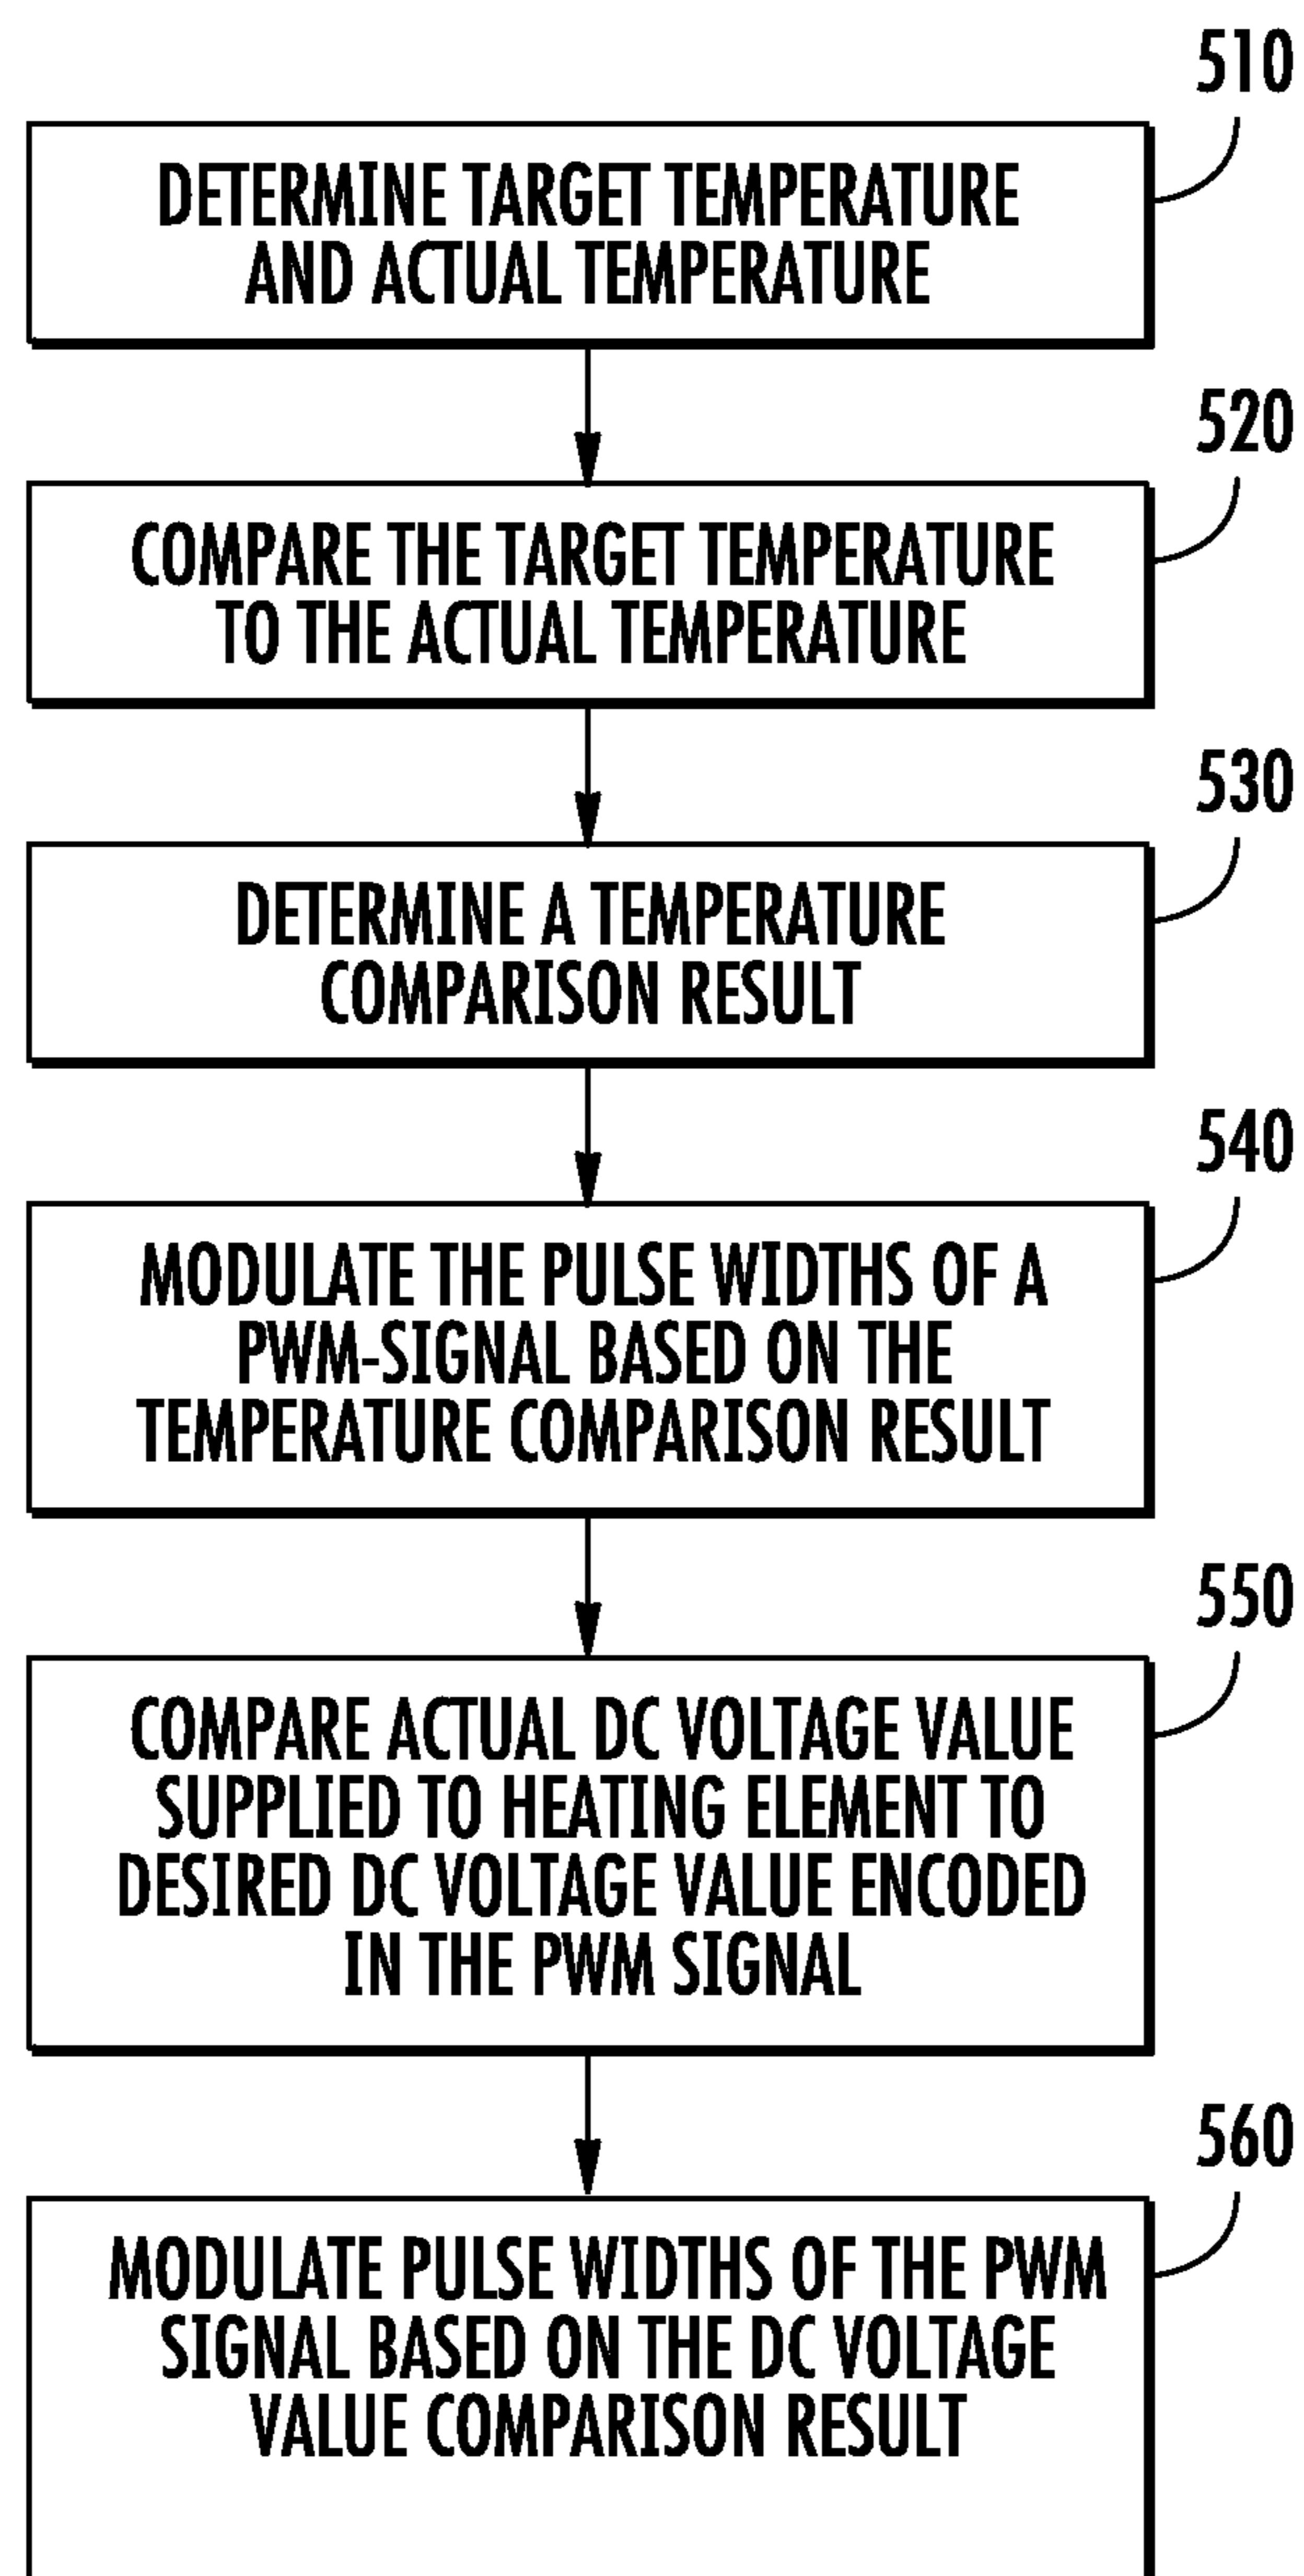 510
DETERMINE TARGET TEMPERATURE
AND ACTUAL TEMPERATURE
520
COMPARE THE TARGET TEMPERATURE
TO THE ACTUAL TEMPERATURE
530
DETERMINE A TEMPERATURE
COMPARISON RESULT
540
MODULATE THE PULSE WIDTHS OF A
PWM-SIGNAL BASED ON THE
TEMPERATURE COMPARISON RESULT
550
COMPARE ACTUAL DC VOLTAGE VALUE
SUPPLIED TO HEATING ELEMENT TO
DESIRED DC VOLTAGE VALUE ENCODED
IN THE PWM SIGNAL
560
MODULATE PULSE WIDTHS OF THE PWM
SIGNAL BASED ON THE DC VOLTAGE
VALUE COMPARISON RESULT